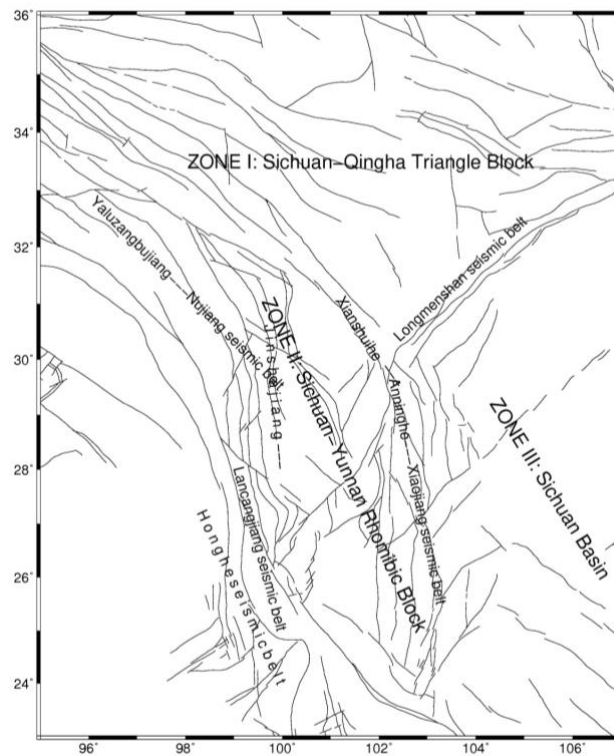 36°
34°
ZONE I: Sichuan-Qingha Triangle Block
32°
Yaluzangbujiang----Nujiang seismic belt
Longmenshan seismic belt
Xianshuihe
30°
ZONE II: Sichuan-Yunnan Rhombic Block
Jinshajiang----
Anninghe----Xiaojiang seismic belt
ZONE III: Sichuan Basin
28°
Lancangjiang seismic belt
Honghe seismic belt
26°
24°
96°
98°
100°
102°
104°
106°